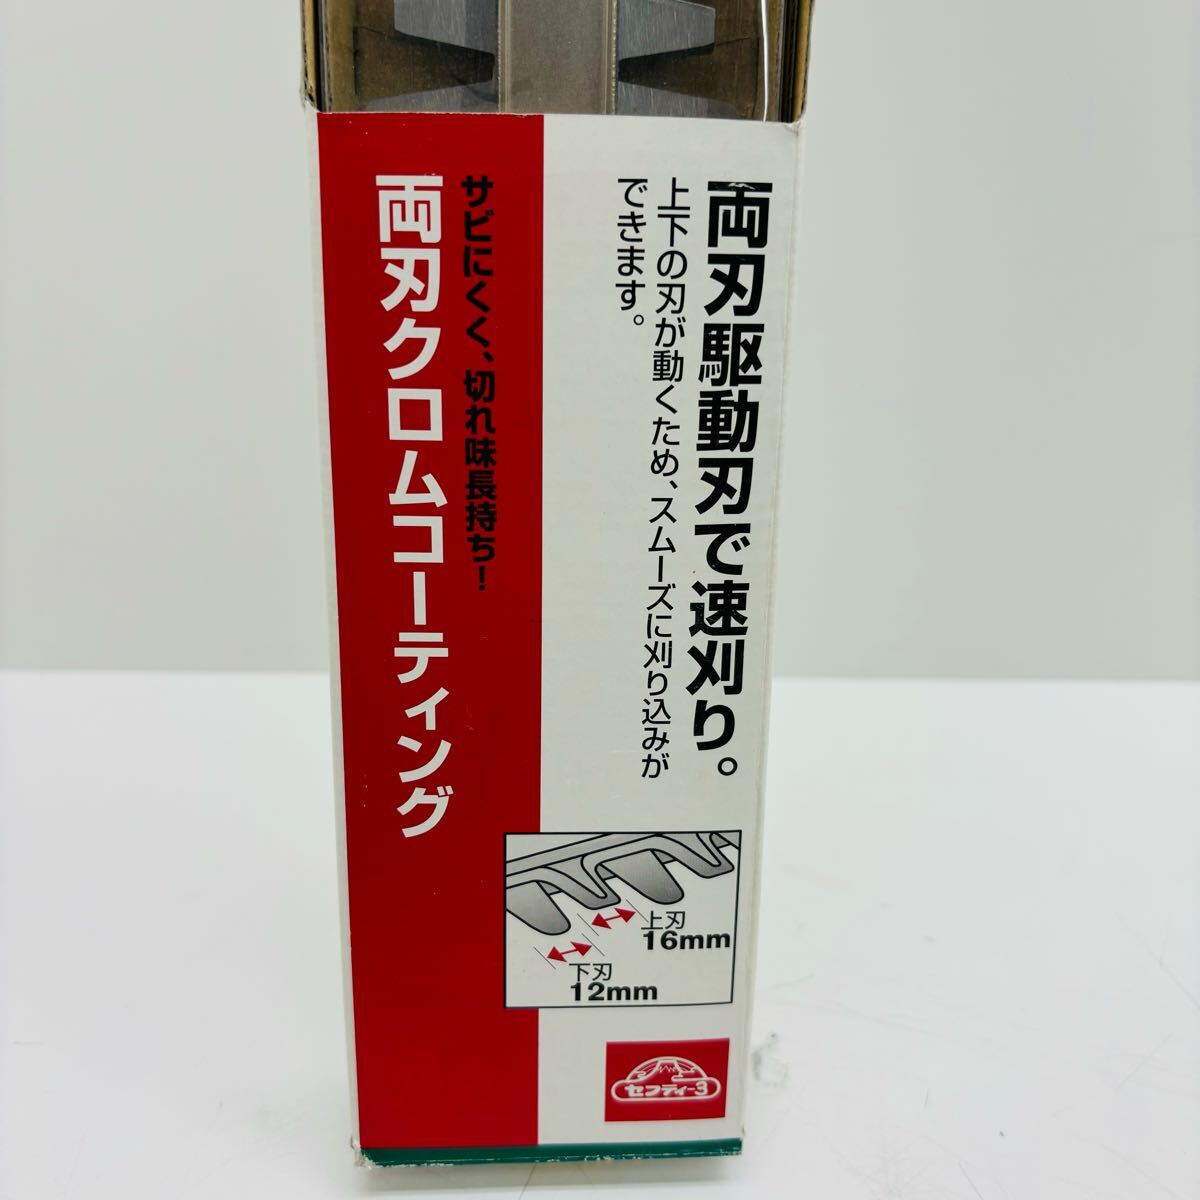 両刃駆動刃で速刈り。
上下の刃が動くため、スムーズに刈り込みが
できます。
サビにくく、切れ味長持ち!
両刃クロムコーティング
上刃
16mm
下刃
12mm
セフティ-3